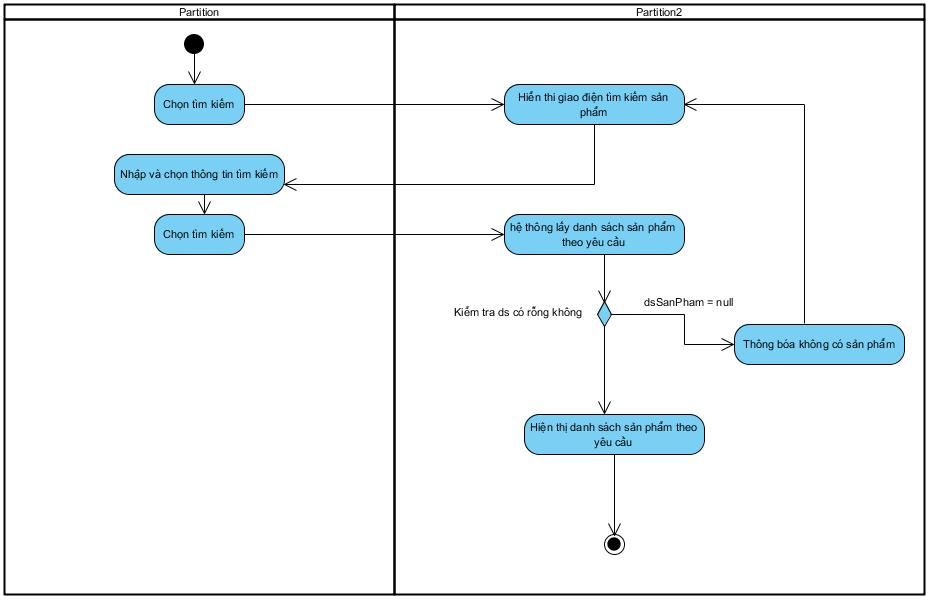 Partition
Partition2
Chọn tìm kiếm
Hiển thi giao điện tìm kiếm sản
phẩm
Nhập và chọn thông tin tìm kiếm
Chọn tìm kiếm
hệ thông lấy danh sách sản phẩm
theo yêu cầu
Kiểm tra ds có rỗng không
dsSanPham = null
Thông bóa không có sản phẩm
Hiện thị danh sách sản phẩm theo
yêu cầu